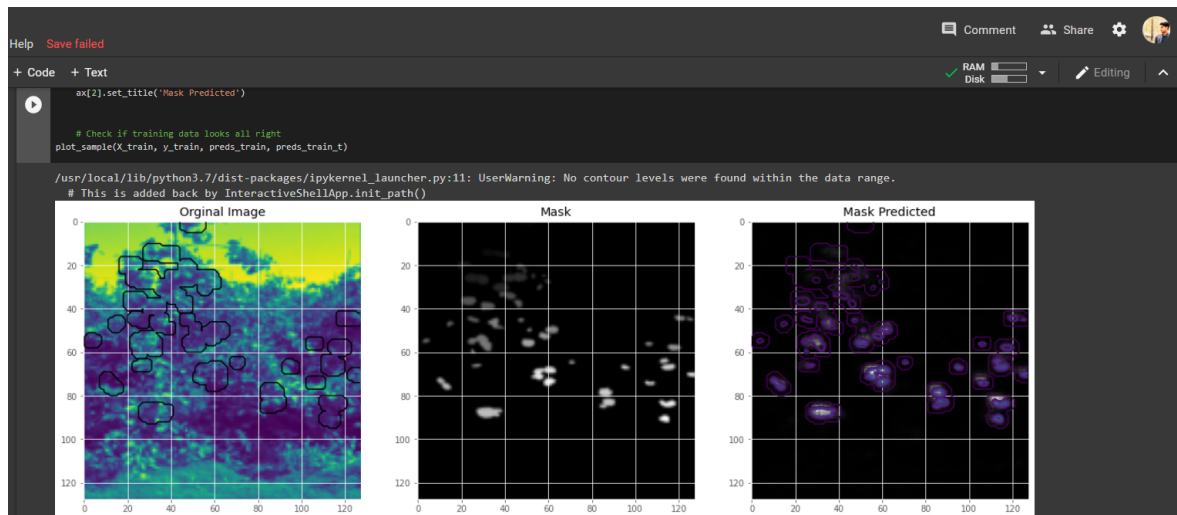 Comment Share
Help Save failed
+ Code + Text RAM Disk Editing
ax[2].set_title('Mask Predicted')
# Check if training data looks all right
plot_sample(X_train, y_train, preds_train, preds_train_t)
/usr/local/lib/python3.7/dist-packages/ipykernel_launcher.py:11: UserWarning: No contour levels were found within the data range.
# This is added back by InteractiveShellApp.init_path()
Orginal Image Mask Mask Predicted
0 0 0
20 20 20
40 40 40
60 60 60
80 80 80
100 100 100
120 120 120
0 20 40 60 80 100 120 0 20 40 60 80 100 120 0 20 40 60 80 100 120